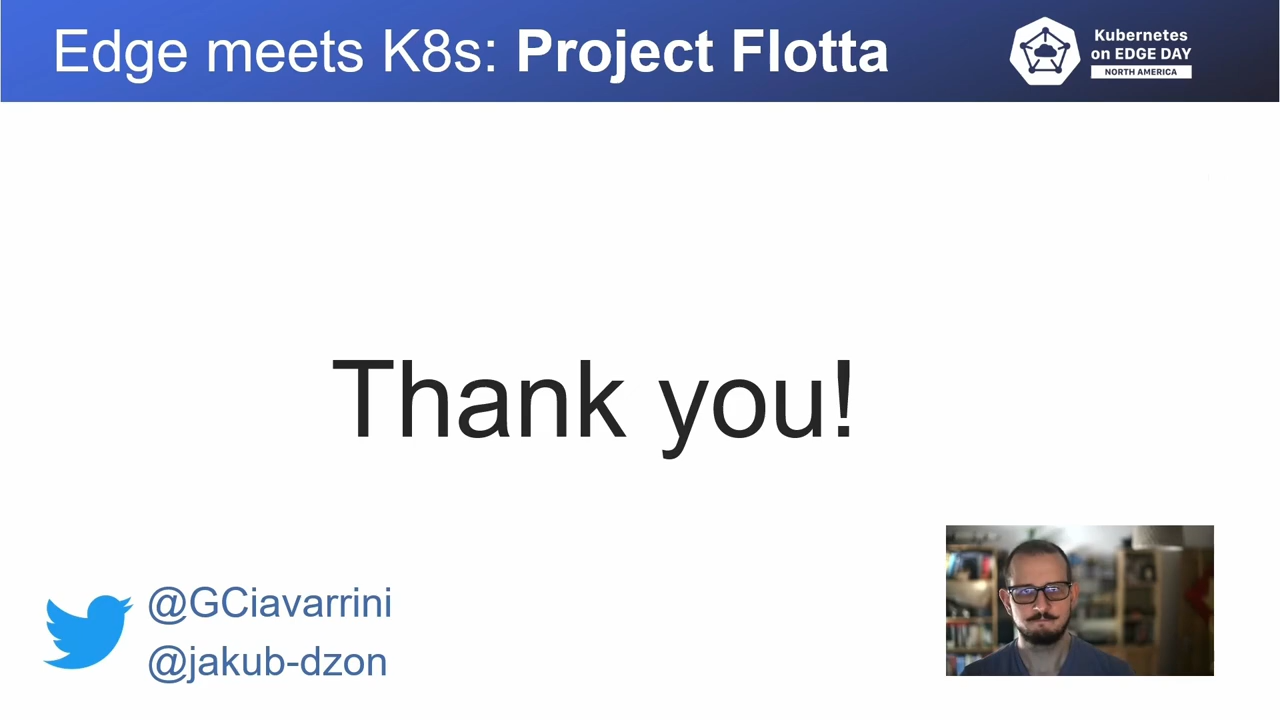 Edge meets K8s: Project Flotta
Kubernetes
on EDGE DAY
NORTH AMERICA
Thank you!
@GCiavarrini
@jakub-dzon